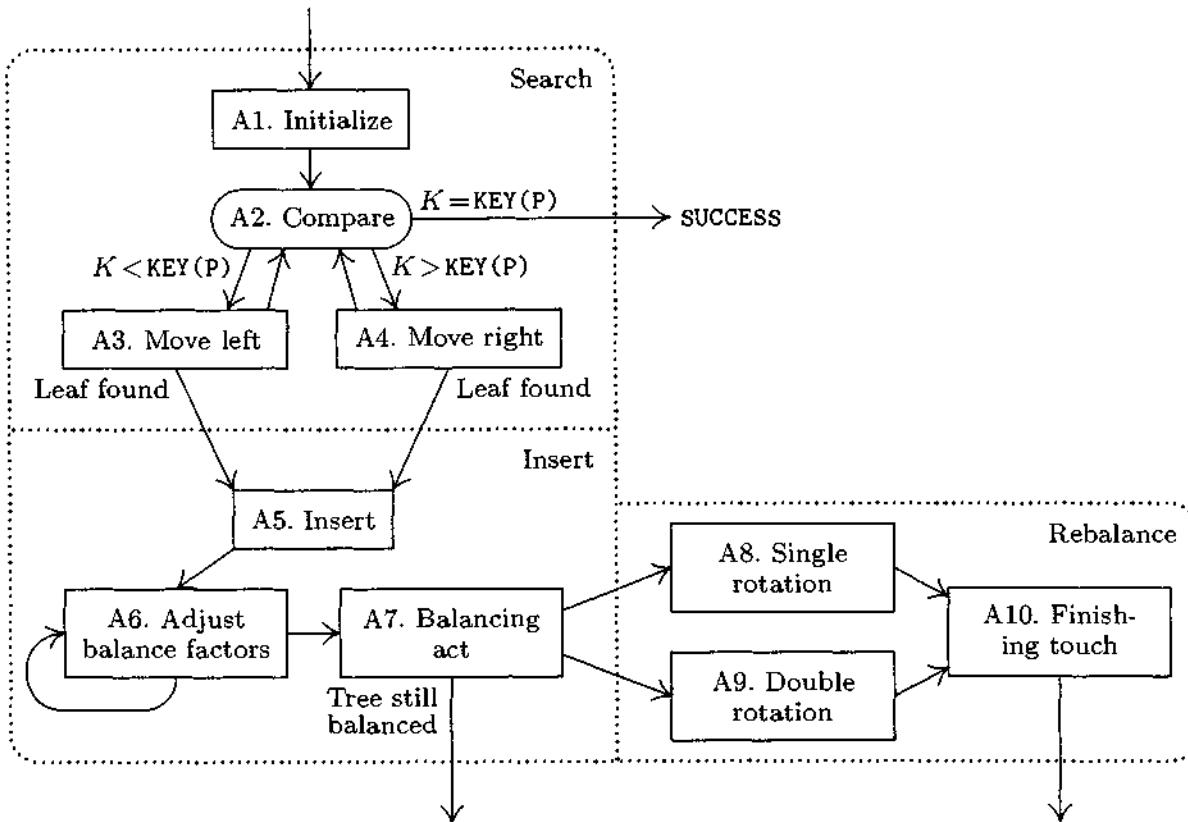 Search
A1. Initialize
A2. Compare
K = KEY(P)
SUCCESS
K < KEY(P)
K > KEY(P)
A3. Move left
A4. Move right
Leaf found
Leaf found
Insert
A5. Insert
Rebalance
A6. Adjust
balance factors
A7. Balancing
act
Tree still
balanced
A8. Single
rotation
A9. Double
rotation
A10. Finish-
ing touch